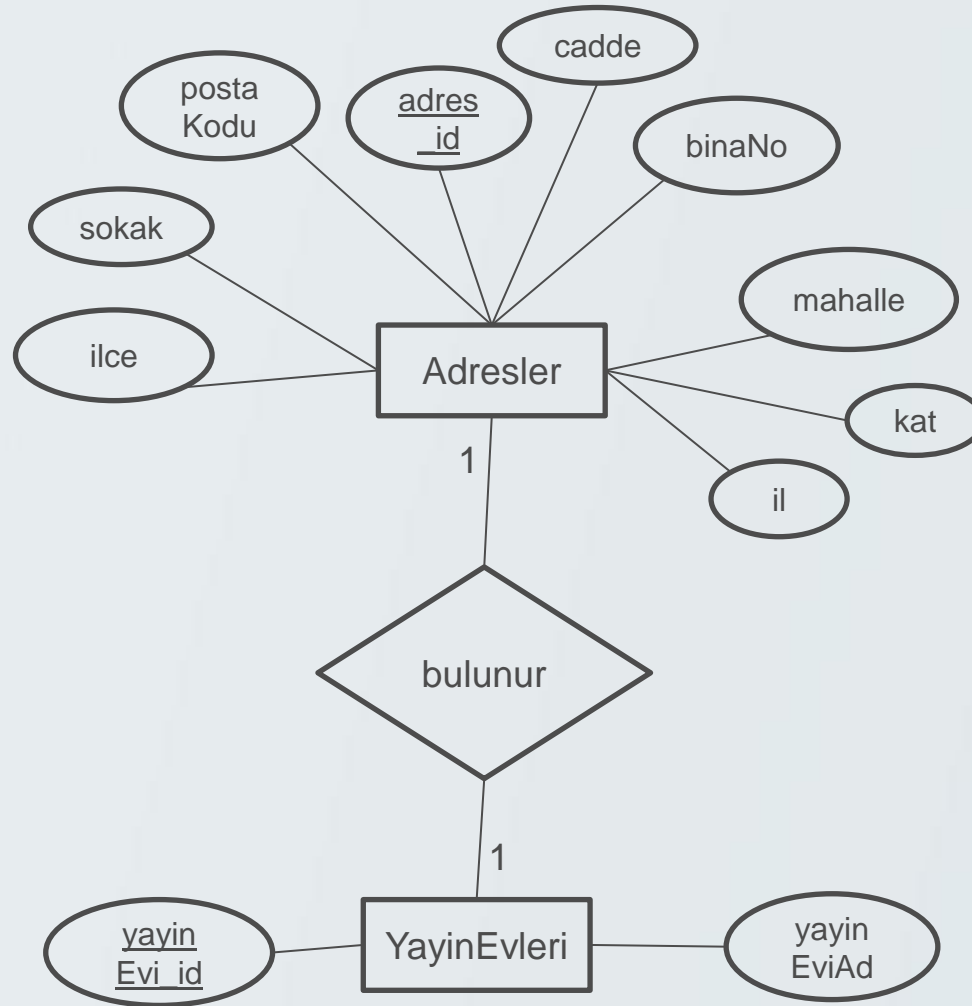 cadde
posta
Kodu
adres
_id
binaNo
sokak
mahalle
ilce
Adresler
kat
1
il
bulunur
1
yayin
Evi_id
YayinEvleri
yayin
EviAd